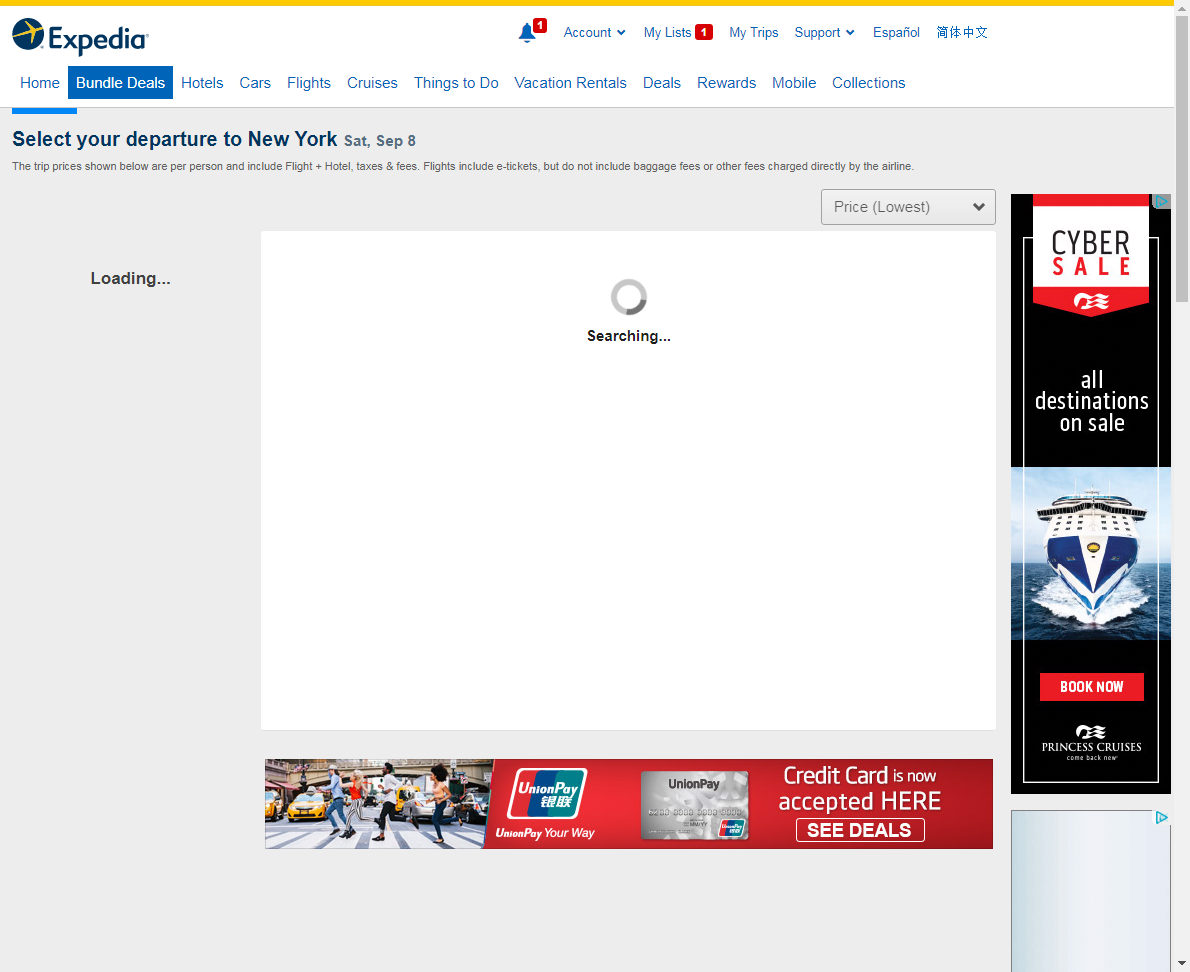 Expedia
1
Account
My Lists 1
My Trips
Support
Español
简体中文
Home
Bundle Deals
Hotels
Cars
Flights
Cruises
Things to Do
Vacation Rentals
Deals
Rewards
Mobile
Collections
Select your departure to New York Sat, Sep 8
The trip prices shown below are per person and include Flight + Hotel, taxes & fees. Flights include e-tickets, but do not include baggage fees or other fees charged directly by the airline.
Price (Lowest)
Loading...
Searching...
CYBER
SALE
all
destinations
on sale
BOOK NOW
PRINCESS CRUISES
come back new
UnionPay
银联
UnionPay Your Way
UnionPay
UnionPay
银联
Credit Card is now
accepted HERE
SEE DEALS